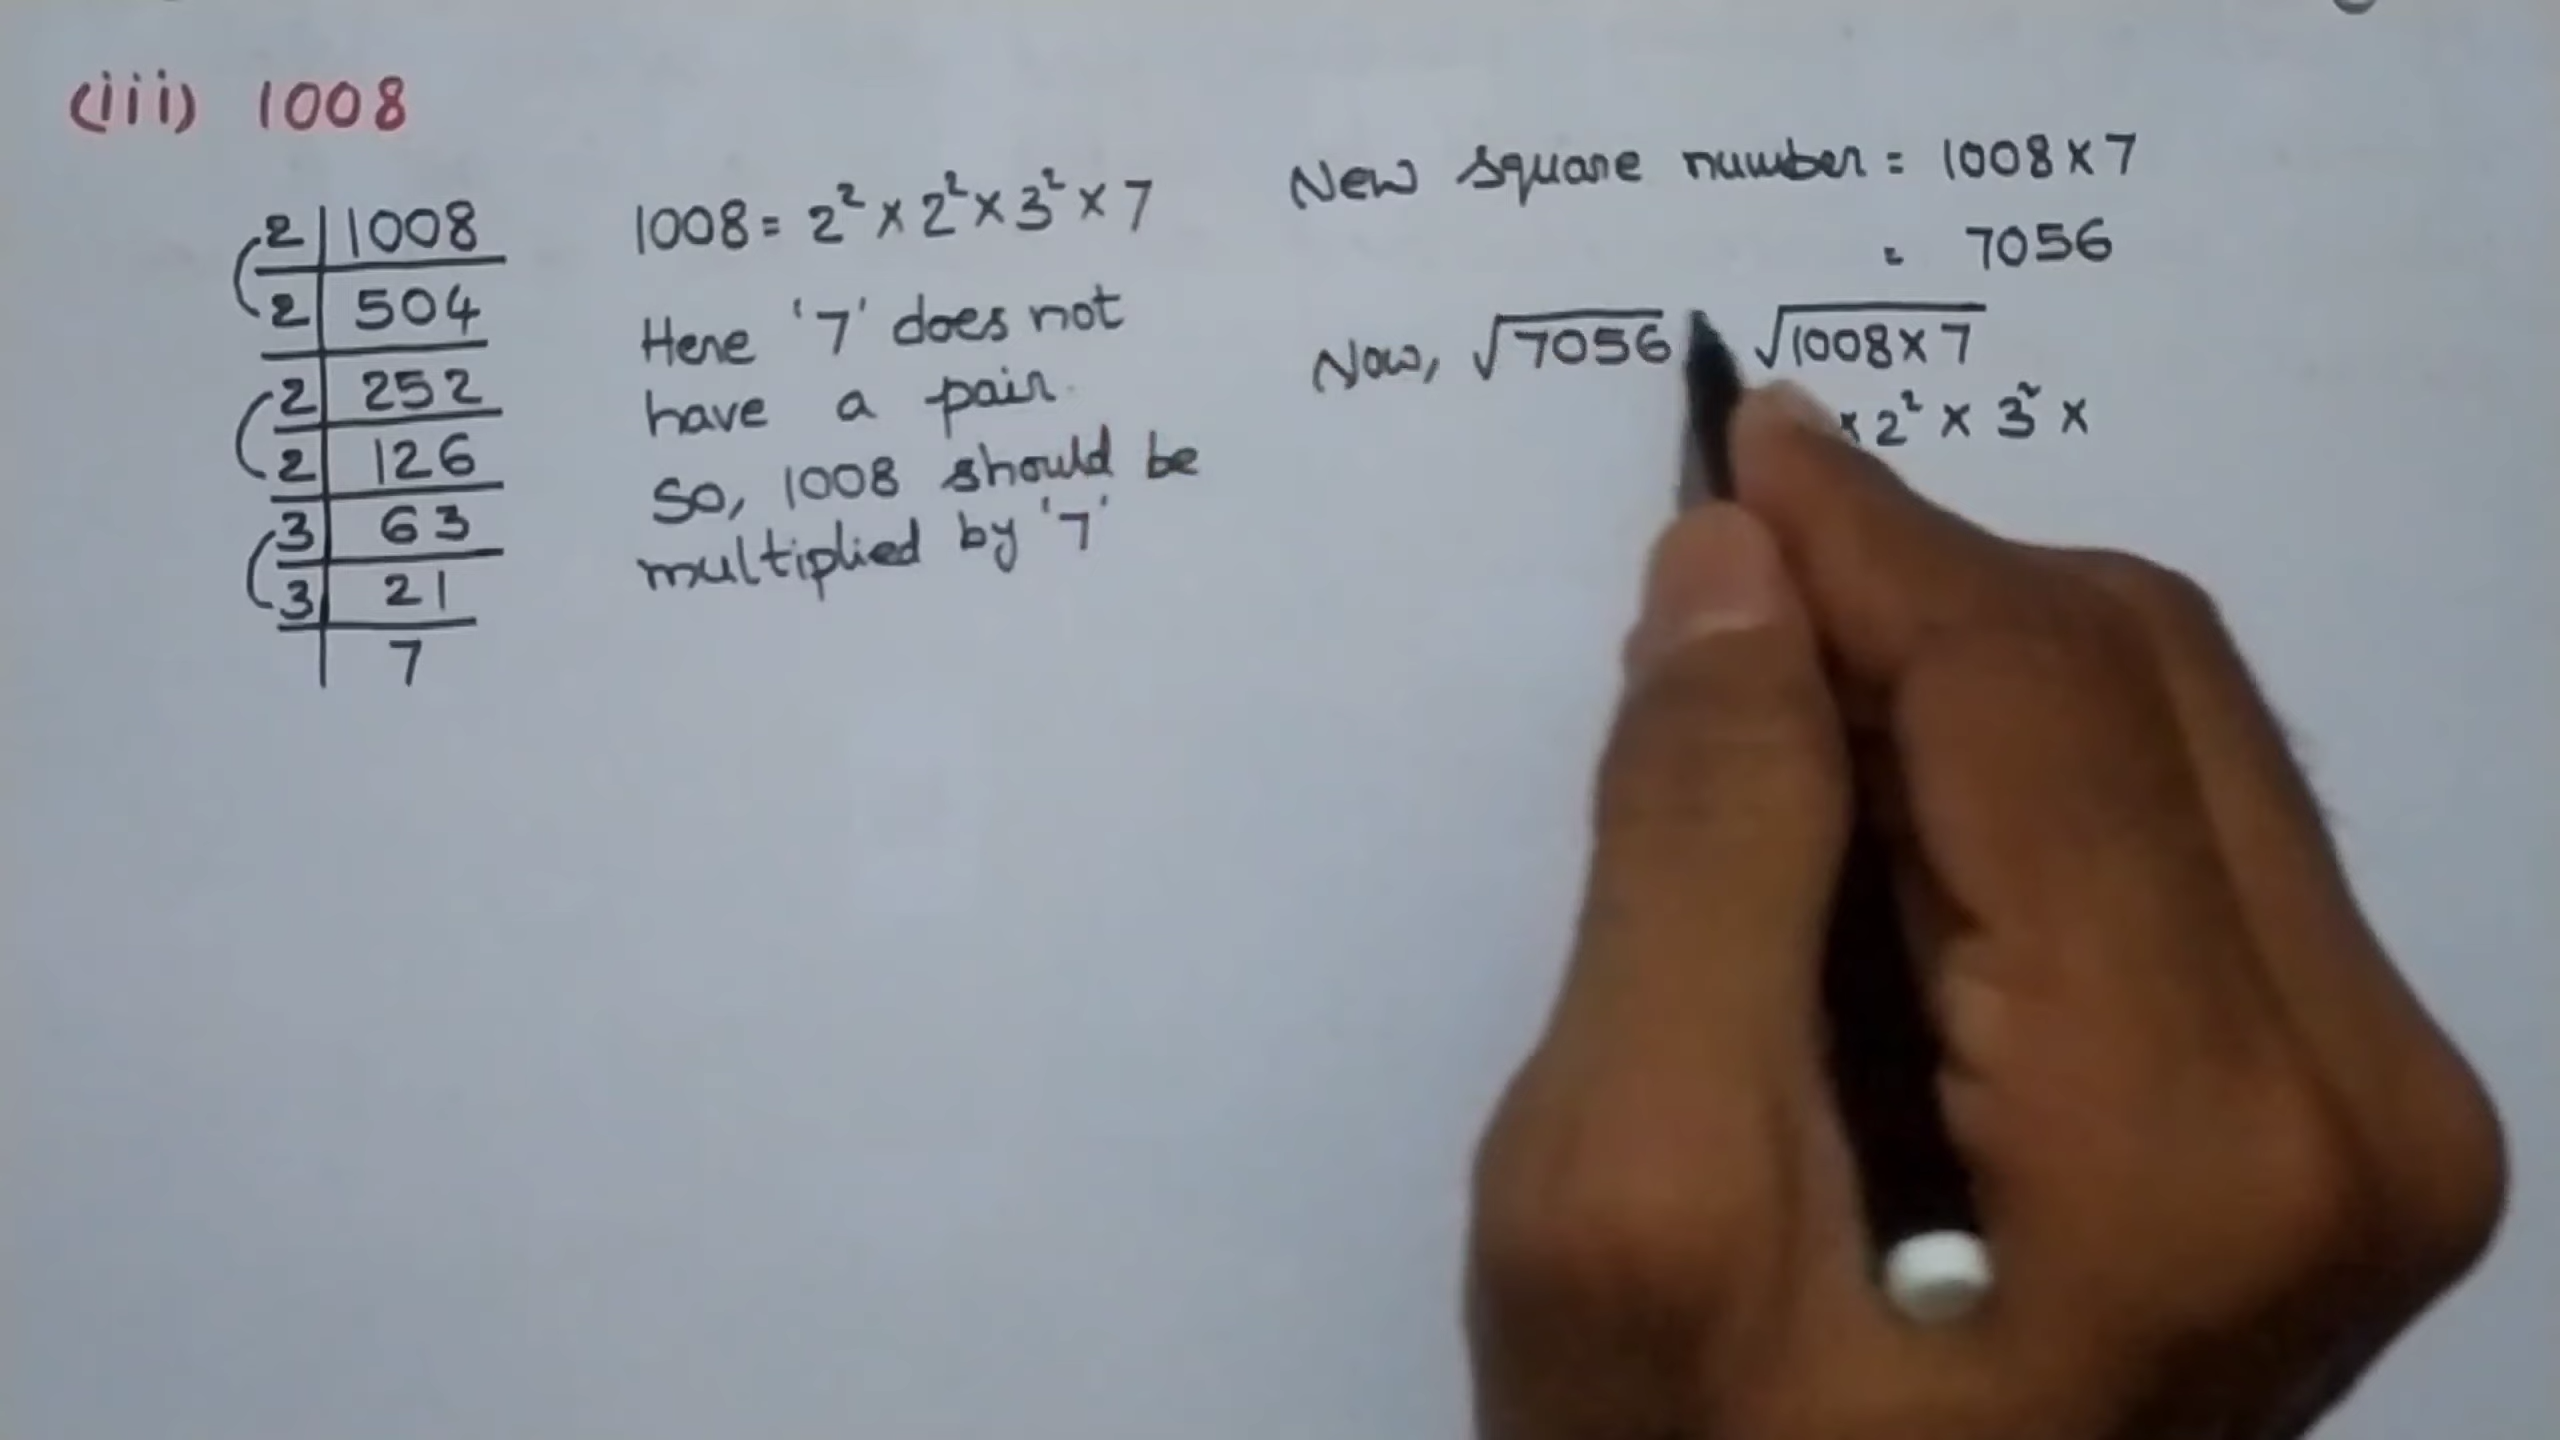 (iii) 1008
2 | 1008
2 | 504
2 | 252
2 | 126
3 | 63
3 | 21
7
1008 = 2² × 2² × 3² × 7
Here '7' does not
have a pair.
So, 1008 should be
multiplied by '7'
New square number = 1008 × 7
= 7056
Now, √7056 √1008 × 7
× 2² × 3² ×